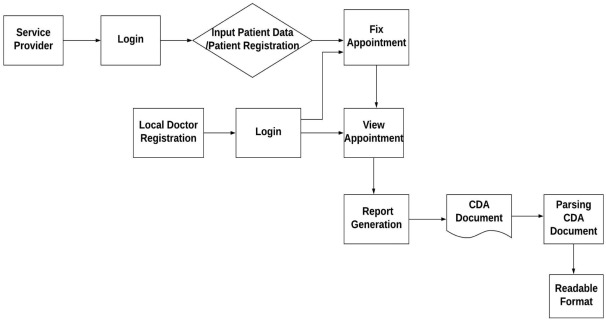 Service
Provider
Login
Input Patient Data
/Patient Registration
Fix
Appointment
Local Doctor
Registration
Login
View
Appointment
Report
Generation
CDA
Document
Parsing
CDA
Document
Readable
Format